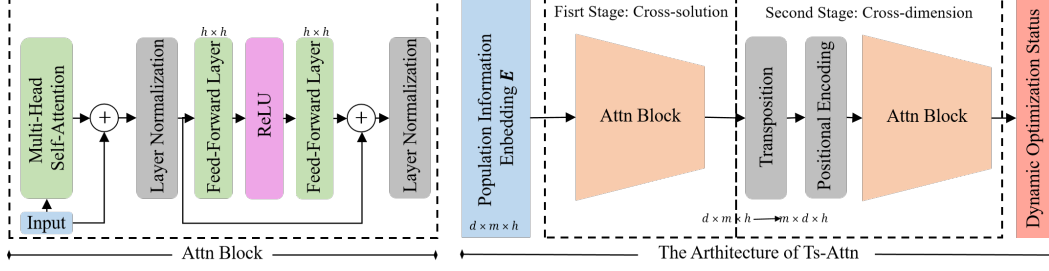 Multi-Head
Self-Attention
Input
+
Layer Normalization
h × h
Feed-Forward Layer
ReLU
h × h
Feed-Forward Layer
+
Layer Normalization
Attn Block
Population Information
Enbedding E
d × m × h
Fisrt Stage: Cross-solution
Attn Block
Second Stage: Cross-dimension
Transposition
Positional Encoding
Attn Block
d × m × h
m × d × h
Dynamic Optimization Status
The Arthitecture of Ts-Attn